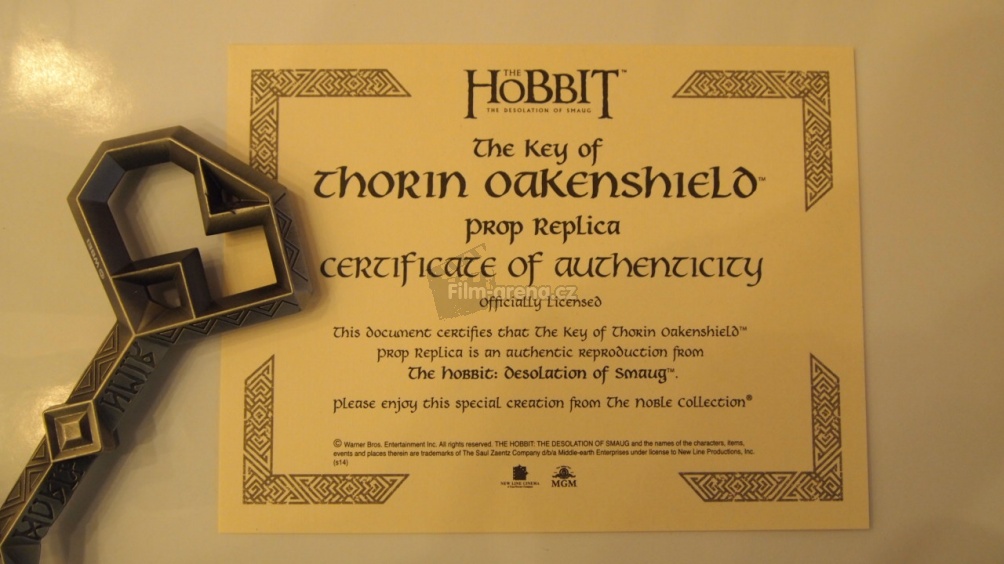 THE
HOBBIT™
THE DESOLATION OF SMAUG
The Key of
Thorin Oakenshield™
Prop Replica
Certificate of Authenticity
Film-arena.cz
Officially Licensed
This document certifies that The Key of Thorin Oakenshield™
Prop Replica is an authentic reproduction from
The Hobbit: Desolation of Smaug™.
Please enjoy this special creation from The Noble Collection®
© Warner Bros. Entertainment Inc. All rights reserved. THE HOBBIT: THE DESOLATION OF SMAUG and the names of the characters, items,
events and places therein are trademarks of The Saul Zaentz Company d/b/a Middle-earth Enterprises under license to New Line Productions, Inc.
(s14)
NEW LINE CINEMA
MGM